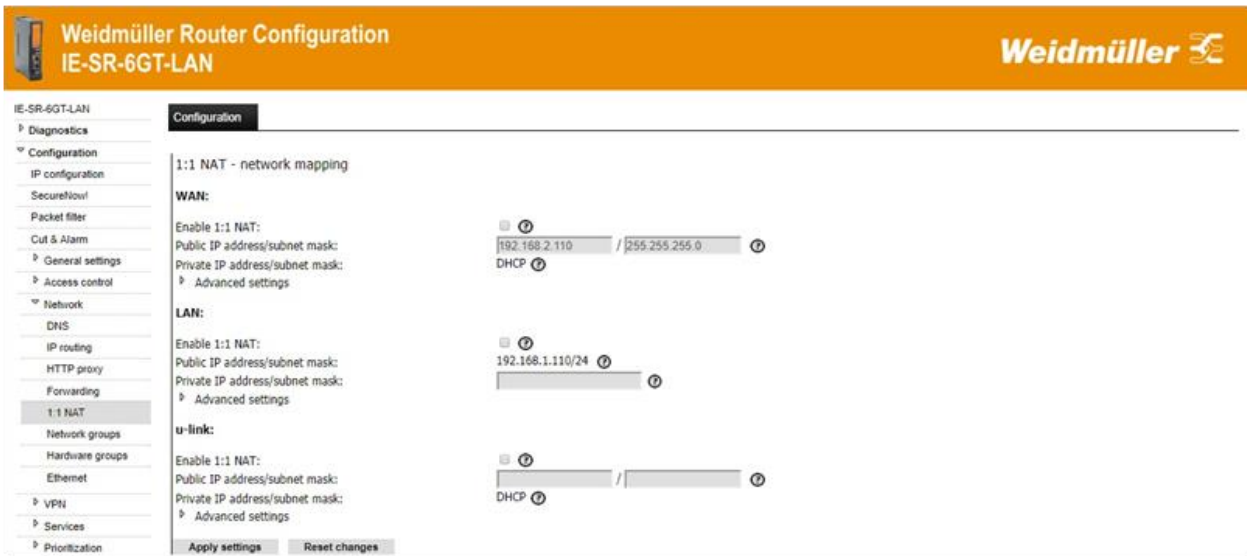 Weidmüller Router Configuration
IE-SR-6GT-LAN
Weidmüller
IE-SR-6GT-LAN
Diagnostics
Configuration
IP configuration
SecureNow!
Packet filter
Cut & Alarm
General settings
Access control
Network
DNS
IP routing
HTTP proxy
Forwarding
1:1 NAT
Network groups
Hardware groups
Ethernet
VPN
Services
Prioritization
Configuration
1:1 NAT - network mapping
WAN:
Enable 1:1 NAT: ?
Public IP address/subnet mask: 192.168.2.110 / 255.255.255.0 ?
Private IP address/subnet mask: DHCP ?
Advanced settings
LAN:
Enable 1:1 NAT: ?
Public IP address/subnet mask: 192.168.1.110/24 ?
Private IP address/subnet mask: ?
Advanced settings
u-link:
Enable 1:1 NAT: ?
Public IP address/subnet mask: / ?
Private IP address/subnet mask: DHCP ?
Advanced settings
Apply settings Reset changes